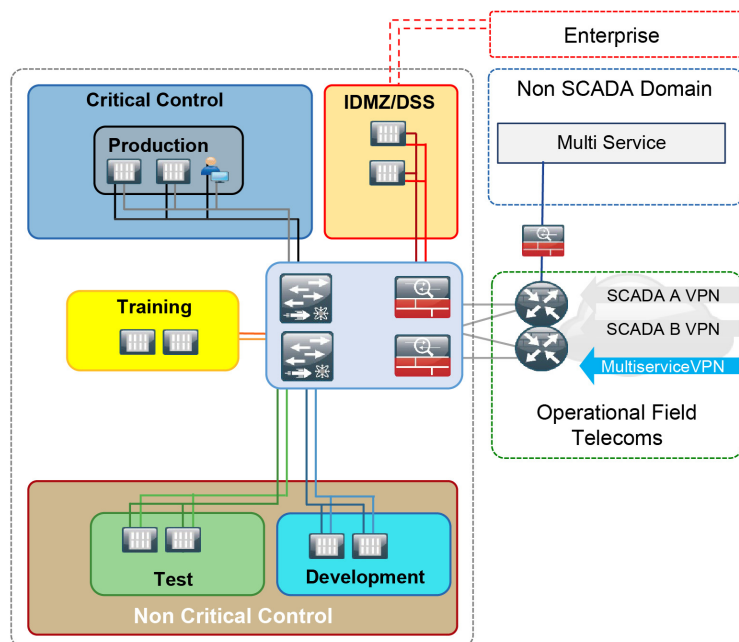 Enterprise
Critical Control
IDMZ/DSS
Non SCADA Domain
Production
Multi Service
Training
SCADA A VPN
SCADA B VPN
MultiserviceVPN
Operational Field
Telecoms
Test
Development
Non Critical Control